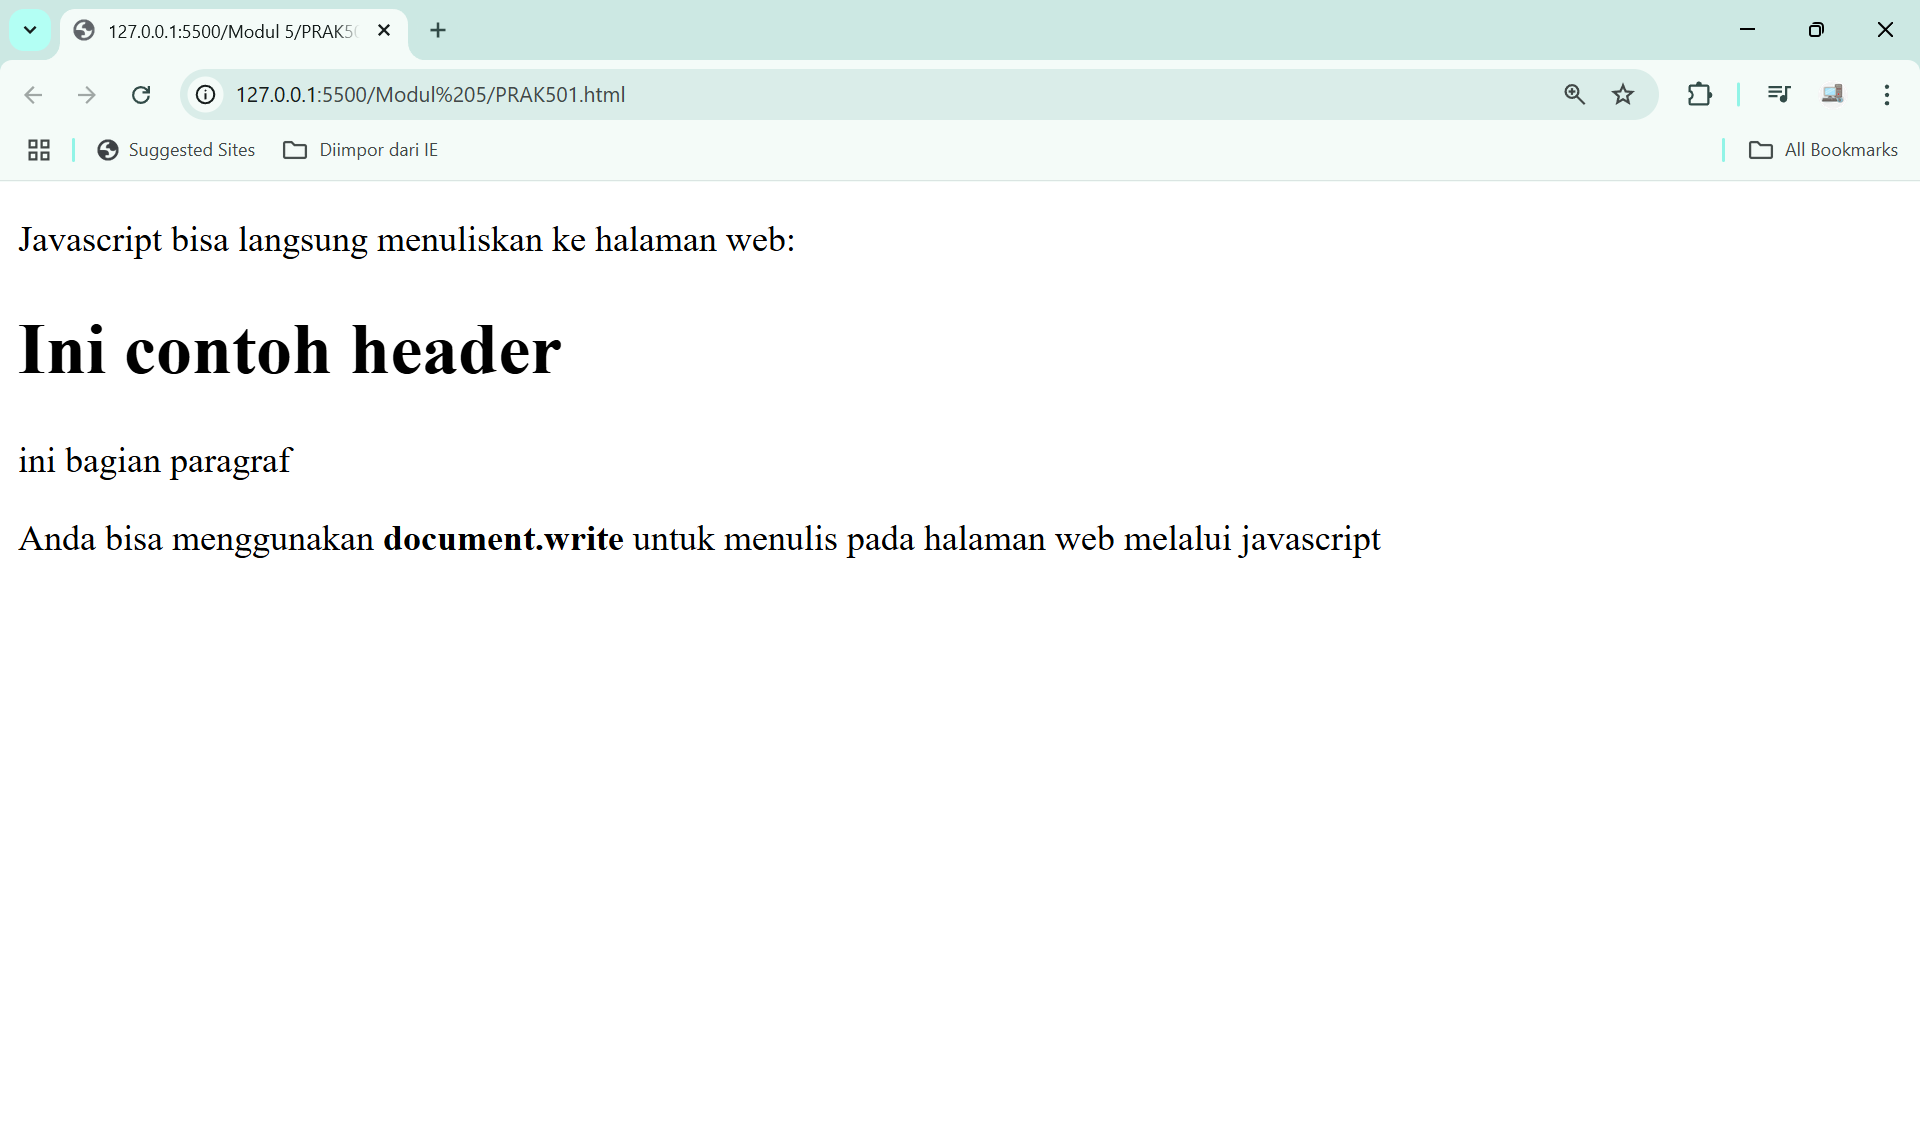 127.0.0.1:5500/Modul 5/PRAK50
127.0.0.1:5500/Modul%205/PRAK501.html
Suggested Sites
Diimpor dari IE
All Bookmarks
Javascript bisa langsung menuliskan ke halaman web:
Ini contoh header
ini bagian paragraf
Anda bisa menggunakan document.write untuk menulis pada halaman web melalui javascript